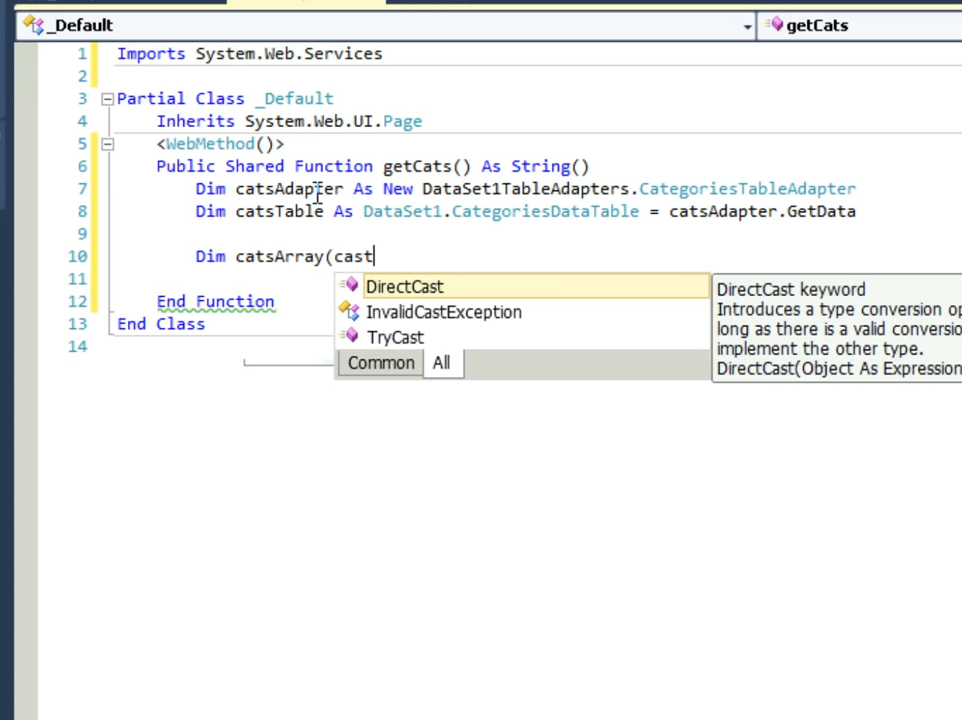 _Default getCats
1 Imports System.Web.Services
2
3 Partial Class _Default
4 Inherits System.Web.UI.Page
5 <WebMethod()>
6 Public Shared Function getCats() As String()
7 Dim catsAdapter As New DataSet1TableAdapters.CategoriesTableAdapter
8 Dim catsTable As DataSet1.CategoriesDataTable = catsAdapter.GetData
9
10 Dim catsArray(cast
11 DirectCast DirectCast keyword
InvalidCastException Introduces a type conversion op
12 End Function
13 End Class TryCast long as there is a valid conversio
14 implement the other type.
Common All DirectCast(Object As Expression